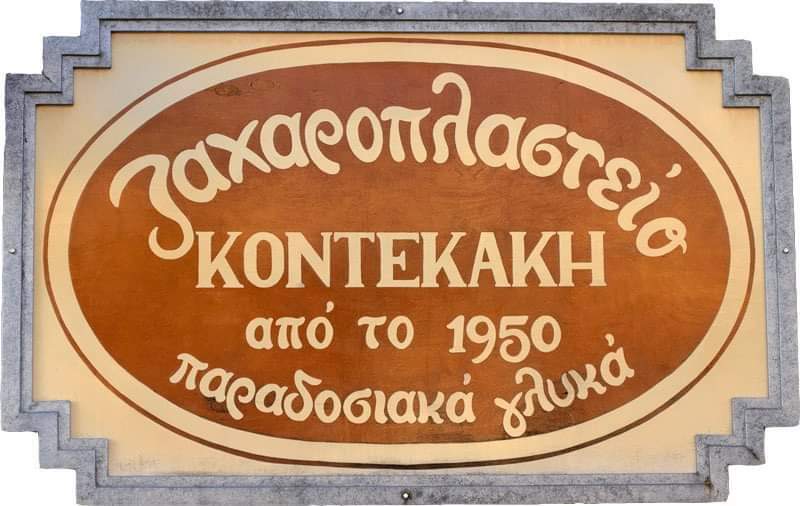 Ζαχαροπλαστείο
ΚΟΝΤΕΚΑΚΗ
από το 1950
παραδοσιακά γλυκά